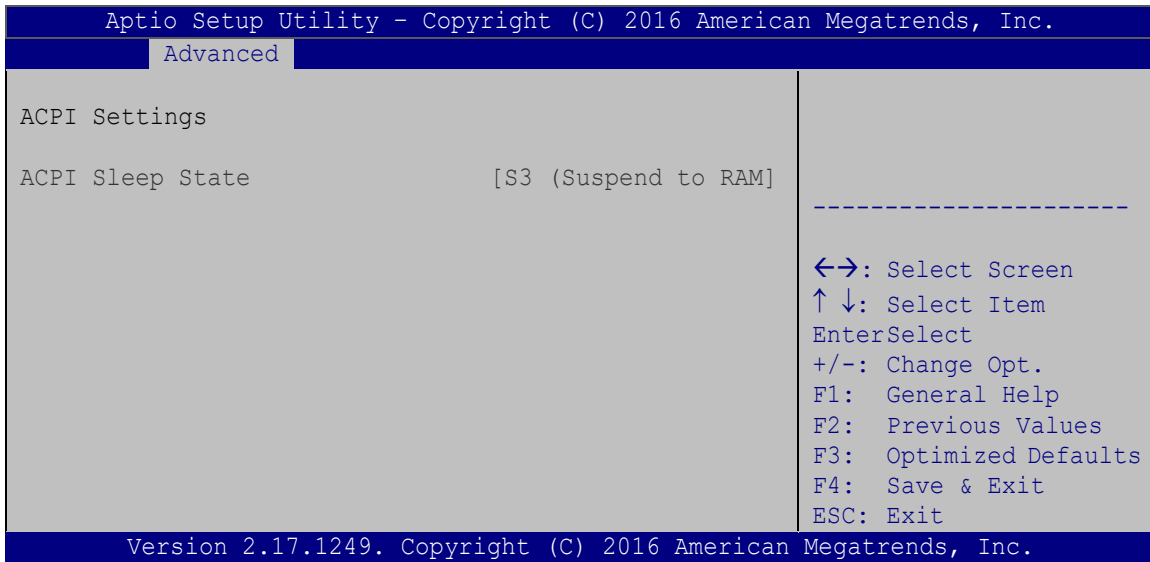 Aptio Setup Utility – Copyright (C) 2016 American Megatrends, Inc.
Advanced
ACPI Settings
ACPI Sleep State [S3 (Suspend to RAM]
----------------------
←→: Select Screen
↑ ↓: Select Item
EnterSelect
+/-: Change Opt.
F1: General Help
F2: Previous Values
F3: Optimized Defaults
F4: Save & Exit
ESC: Exit
Version 2.17.1249. Copyright (C) 2016 American Megatrends, Inc.